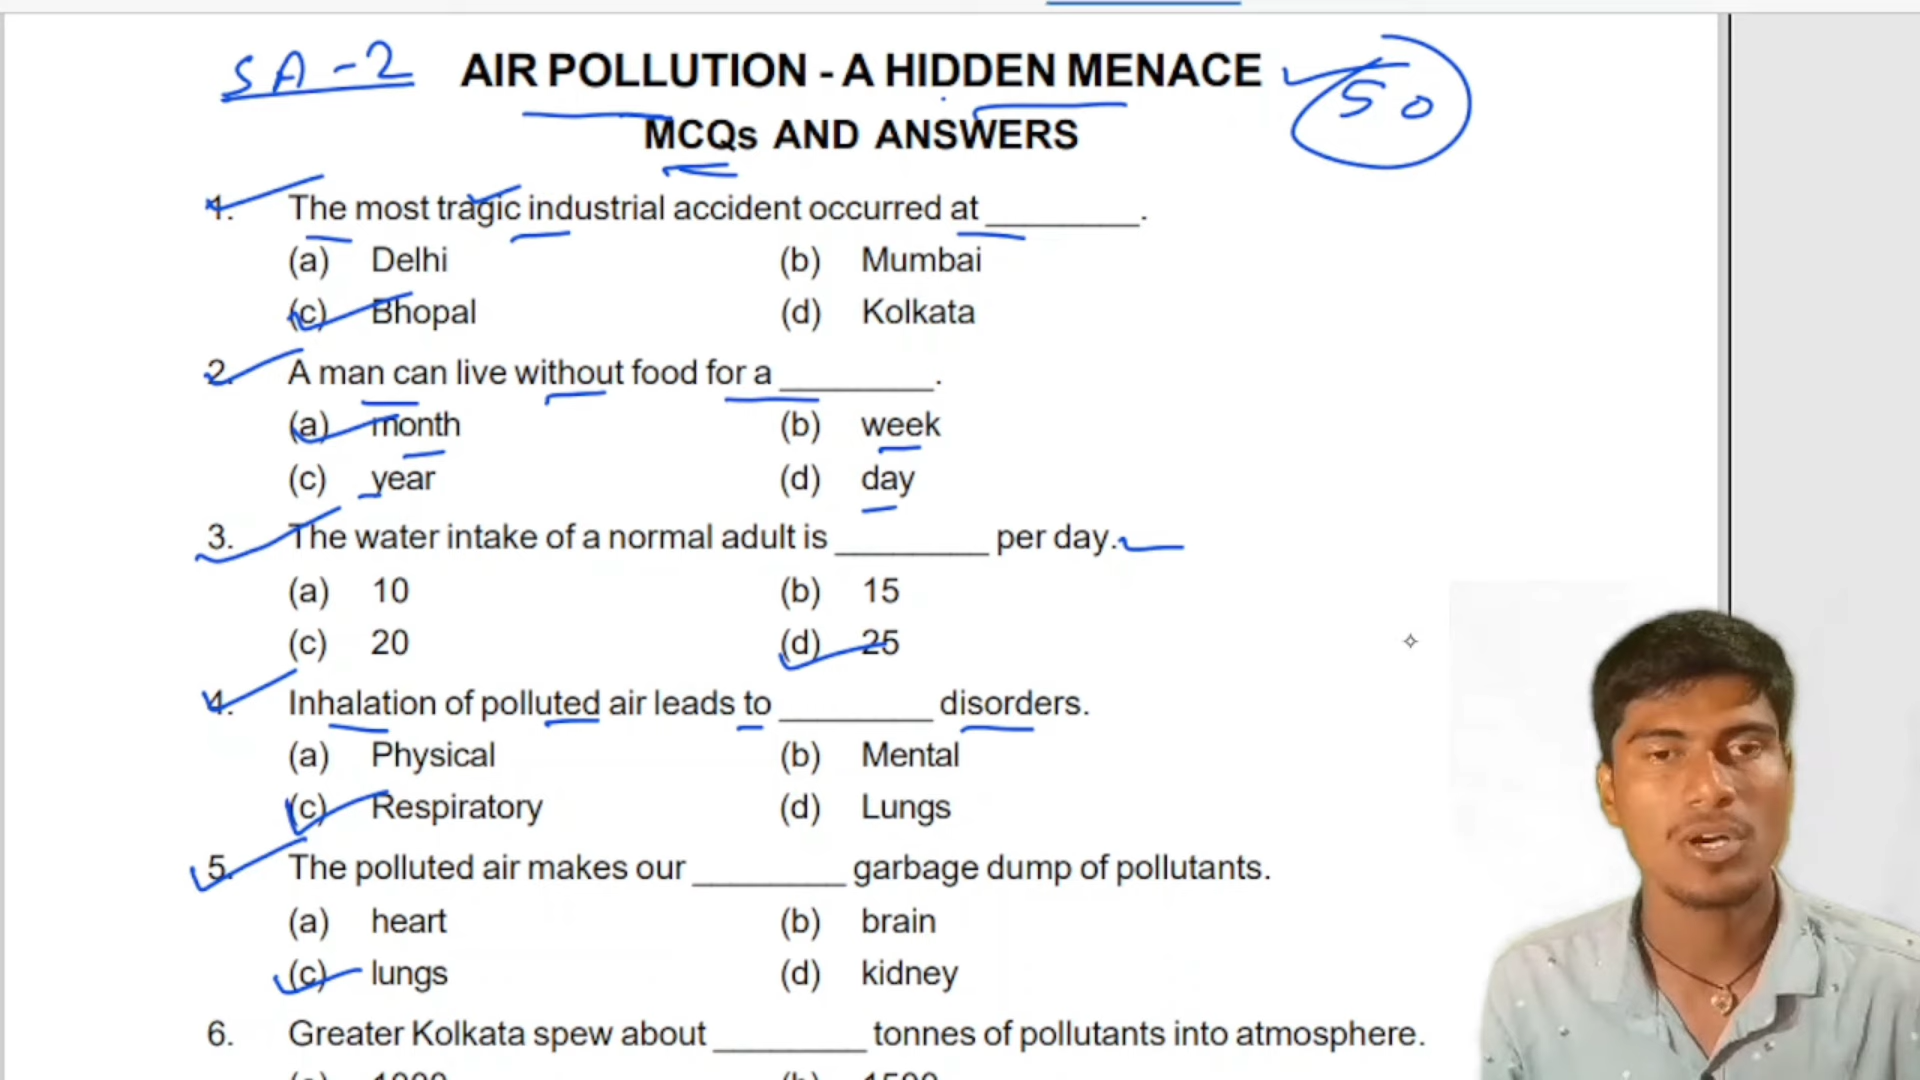 SA-2 AIR POLLUTION - A HIDDEN MENACE 50
MCQs AND ANSWERS
1. The most tragic industrial accident occurred at ________.
(a) Delhi (b) Mumbai
(c) Bhopal (d) Kolkata
2. A man can live without food for a ________.
(a) month (b) week
(c) year (d) day
3. The water intake of a normal adult is ________ per day.
(a) 10 (b) 15
(c) 20 (d) 25
4. Inhalation of polluted air leads to ________ disorders.
(a) Physical (b) Mental
(c) Respiratory (d) Lungs
5. The polluted air makes our ________ garbage dump of pollutants.
(a) heart (b) brain
(c) lungs (d) kidney
6. Greater Kolkata spew about ________ tonnes of pollutants into atmosphere.